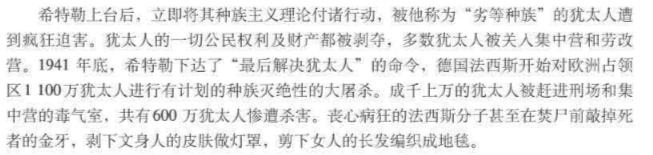 希特勒上台后，立即将其种族主义理论付诸行动，被他称为“劣等种族”的犹太人遭
到疯狂迫害。犹太人的一切公民权利及财产都被剥夺，多数犹太人被关入集中营和劳改
营。1941 年底，希特勒下达了“最后解决犹太人”的命令，德国法西斯开始对欧洲占领
区1 100万犹太人进行有计划的种族灭绝性的大屠杀。成千上万的犹太人被赶进刑场和集
中营的毒气室，共有600 万犹太人惨遭杀害。丧心病狂的法西斯分子甚至在焚尸前敲掉死
者的金牙，剥下文身人的皮肤做灯罩，剪下女人的长发编织成地毯。